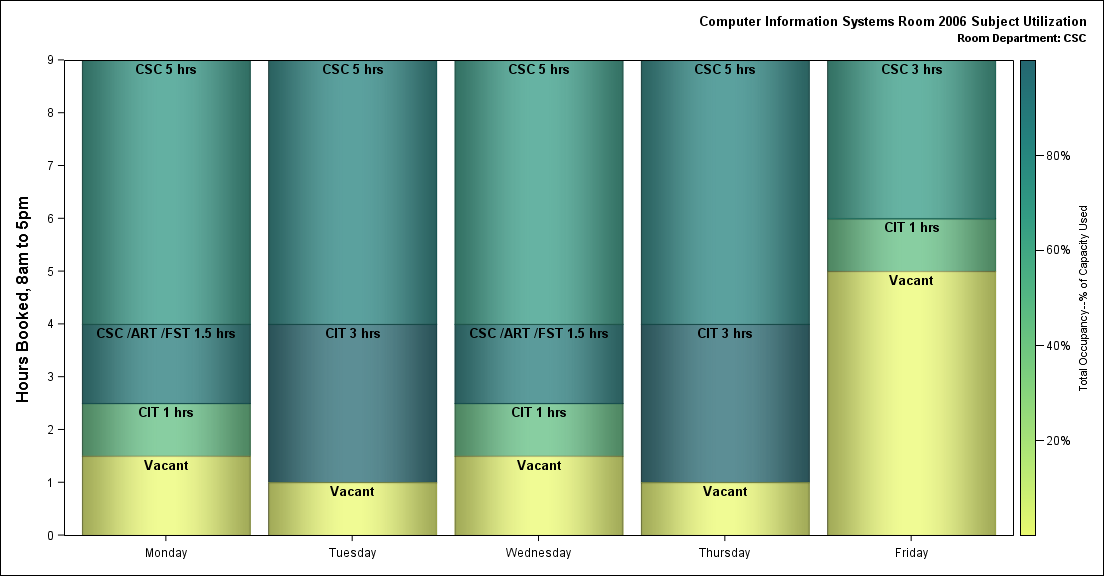 Computer Information Systems Room 2006 Subject Utilization
Room Department: CSC
Hours Booked, 8am to 5pm
9
8
7
6
5
4
3
2
1
0
CSC 5 hrs
CSC /ART /FST 1.5 hrs
CIT 1 hrs
Vacant
CSC 5 hrs
CIT 3 hrs
Vacant
CSC 5 hrs
CSC /ART /FST 1.5 hrs
CIT 1 hrs
Vacant
CSC 5 hrs
CIT 3 hrs
Vacant
CSC 3 hrs
CIT 1 hrs
Vacant
Monday
Tuesday
Wednesday
Thursday
Friday
80%
60%
40%
20%
Total Occupancy--% of Capacity Used